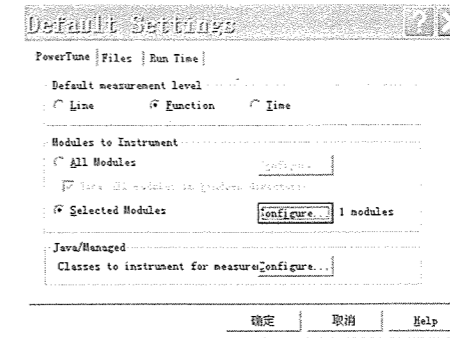 Default Settings
PowerTune Files Run Time
Default measurement level
Line Function Time
Modules to Instrument
All Modules Configure...
Selected Modules Configure... 1 modules
Java/Managed
Classes to instrument for measure Configure...
确定 取消 Help